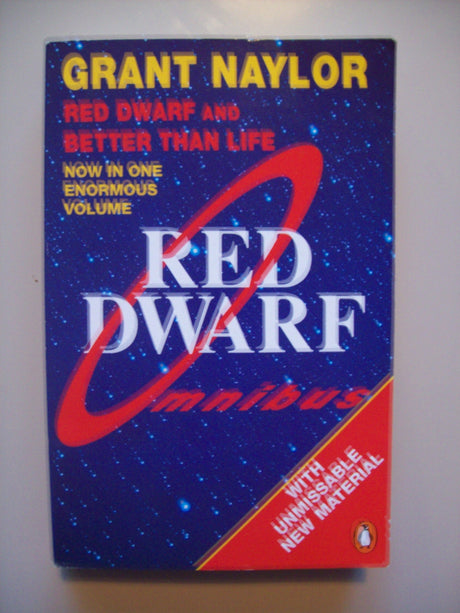 GRANT NAYLOR
RED DWARF AND
BETTER THAN LIFE
NOW IN ONE
ENORMOUS
VOLUME
RED
DWARF
Omnibus
WITH
UNMISSABLE
NEW MATERIAL